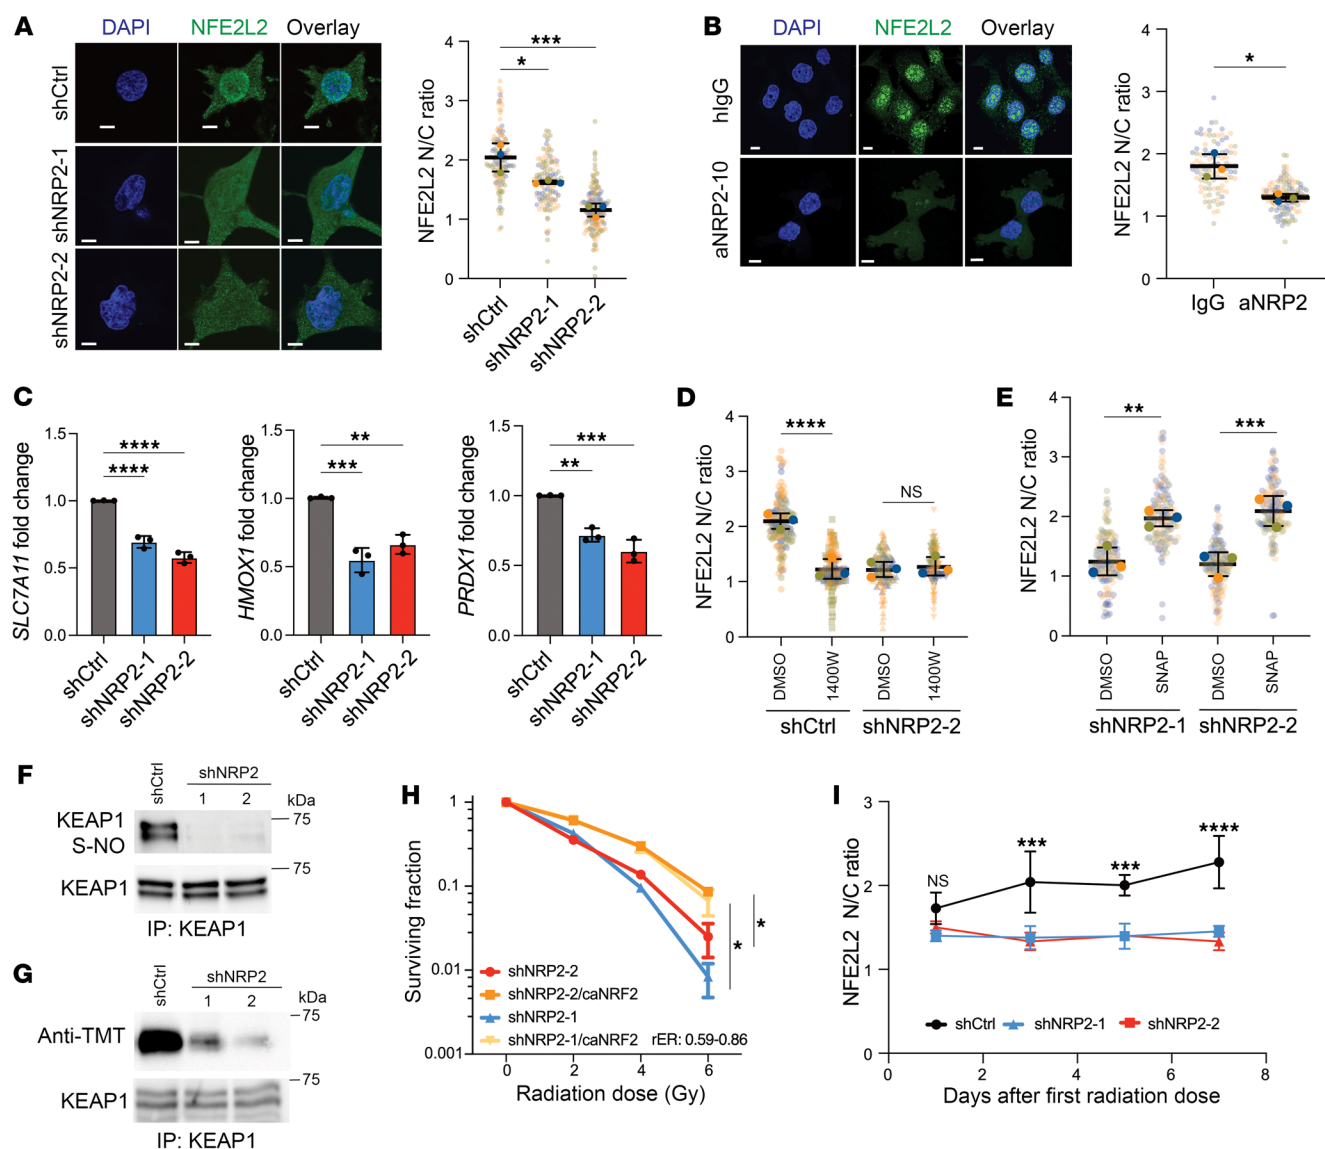 A
DAPI NFE2L2 Overlay
shCtrl
shNRP2-1
shNRP2-2
NFE2L2 N/C ratio
4
3
2
1
0
***
*
shCtrl
shNRP2-1
shNRP2-2
B
DAPI NFE2L2 Overlay
hIgG
aNRP2-10
NFE2L2 N/C ratio
4
3
2
1
0
*
IgG aNRP2
C
SLC7A11 fold change
1.5
1.0
0.5
0.0
****
****
shCtrl
shNRP2-1
shNRP2-2
HMOX1 fold change
1.5
1.0
0.5
0.0
**
***
shCtrl
shNRP2-1
shNRP2-2
PRDX1 fold change
1.5
1.0
0.5
0.0
***
**
shCtrl
shNRP2-1
shNRP2-2
D
NFE2L2 N/C ratio
4
3
2
1
0
****
NS
DMSO
1400W
DMSO
1400W
shCtrl shNRP2-2
E
NFE2L2 N/C ratio
4
3
2
1
0
**
***
DMSO
SNAP
DMSO
SNAP
shNRP2-1 shNRP2-2
F
shCtrl
shNRP2
1 2 kDa
KEAP1
S-NO
75
75
KEAP1
IP: KEAP1
G
shCtrl
shNRP2
1 2 kDa
75
Anti-TMT
75
KEAP1
IP: KEAP1
H
Surviving fraction
1
0.1
0.01
0.001
*
*
shNRP2-2
shNRP2-2/caNRF2
shNRP2-1
shNRP2-1/caNRF2 rER: 0.59-0.86
0 2 4 6
Radiation dose (Gy)
I
NFE2L2 N/C ratio
3
2
1
0
NS
***
***
****
shCtrl shNRP2-1 shNRP2-2
0 2 4 6 8
Days after first radiation dose